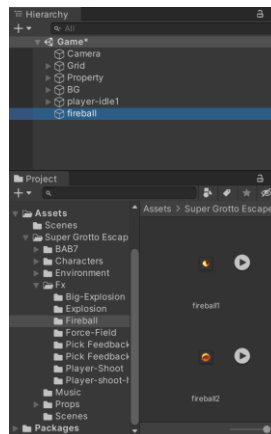 Hierarchy
All
Game*
Camera
Grid
Property
BG
player-idle1
fireball
Project
Assets
Scenes
Super Grotto Escap
BAB7
Characters
Environment
Fx
Big-Explosion
Explosion
Fireball
Force-Field
Pick Feedback
Pick Feedback
Player-Shoot
Player-shoot-h
Music
Props
Scenes
Packages
Assets > Super Grotto Escape
fireball1
fireball2